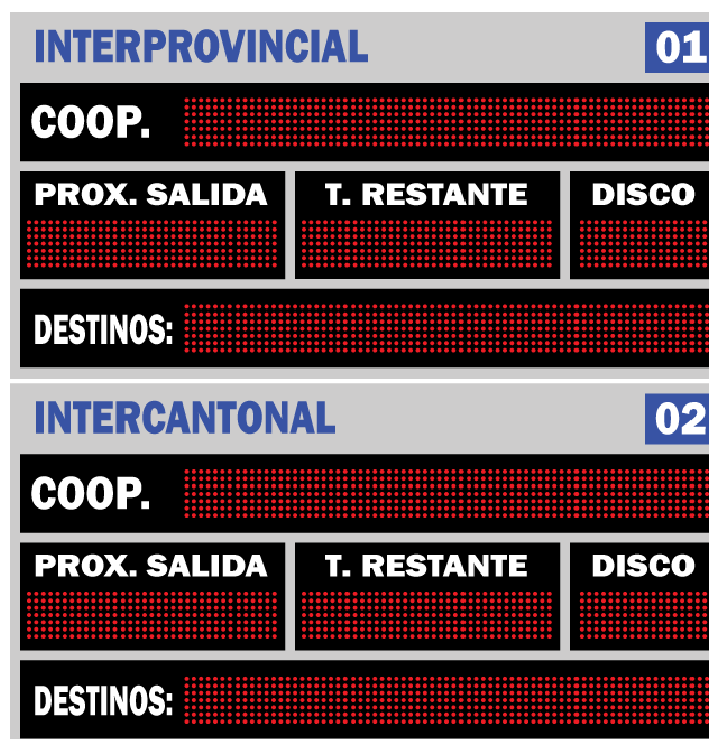 INTERPROVINCIAL 01
COOP.
PROX. SALIDA T. RESTANTE DISCO
DESTINOS:
INTERCANTONAL 02
COOP.
PROX. SALIDA T. RESTANTE DISCO
DESTINOS: